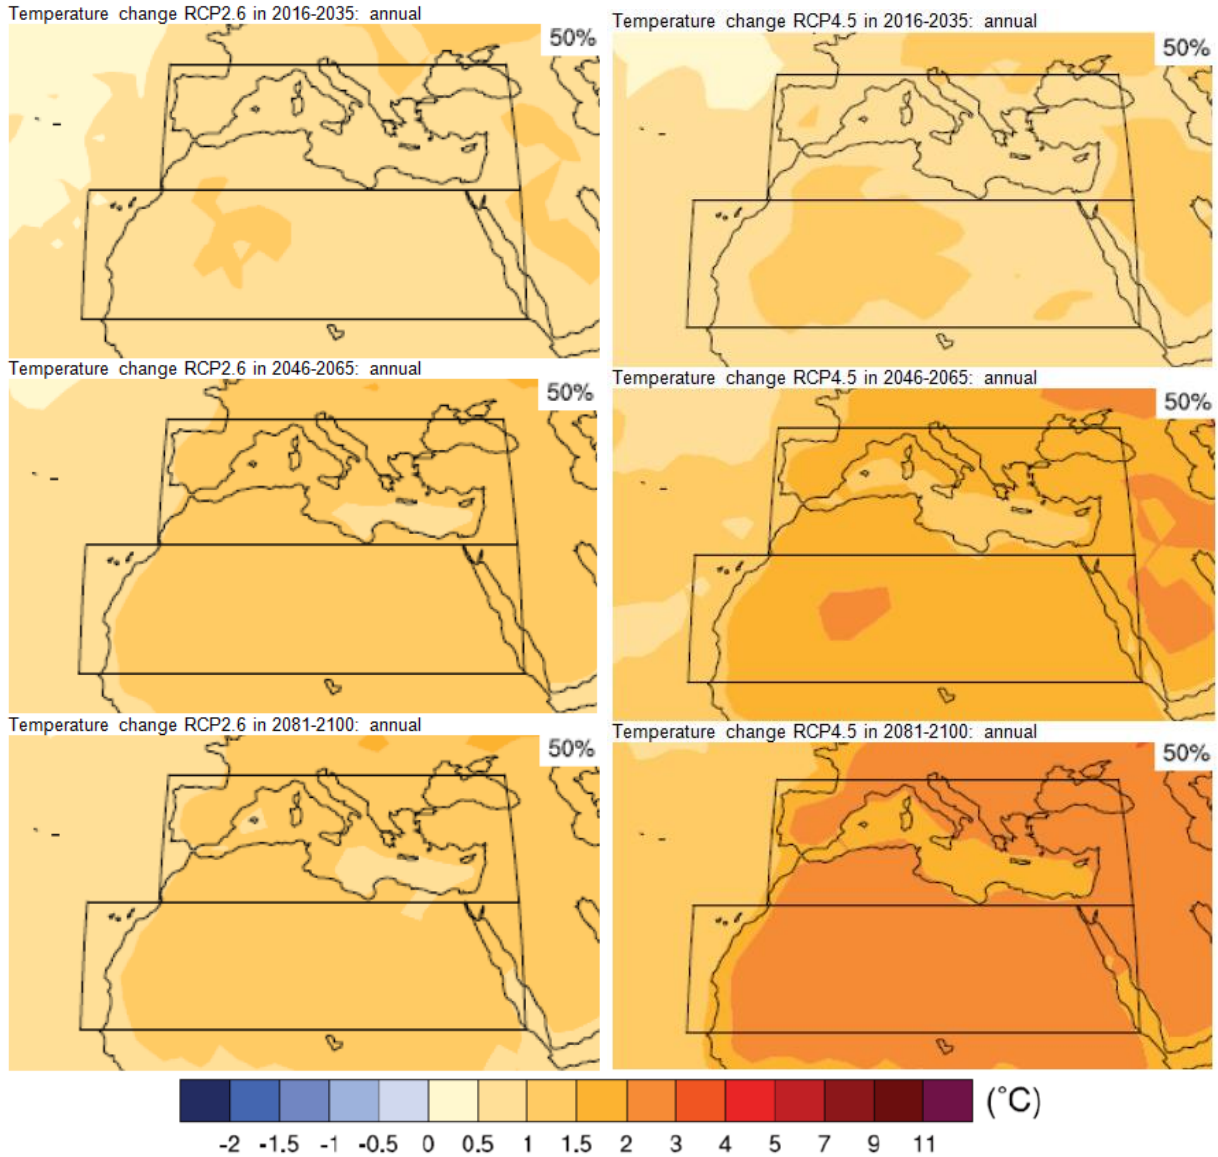 Temperature change RCP2.6 in 2016-2035: annual
50%
Temperature change RCP4.5 in 2016-2035: annual
50%
Temperature change RCP2.6 in 2046-2065: annual
50%
Temperature change RCP4.5 in 2046-2065: annual
50%
Temperature change RCP2.6 in 2081-2100: annual
50%
Temperature change RCP4.5 in 2081-2100: annual
50%
(°C)
-2 -1.5 -1 -0.5 0 0.5 1 1.5 2 3 4 5 7 9 11